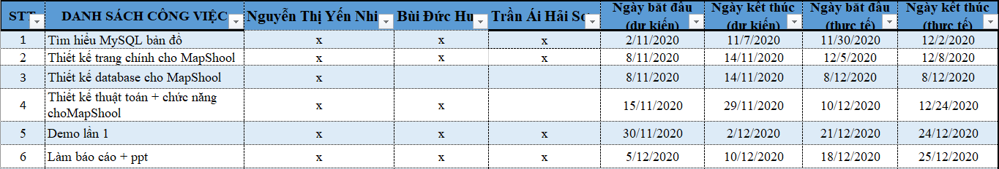 STT DANH SÁCH CÔNG VIỆC Nguyễn Thị Yến Nhi Bùi Đức Trần Ái Hải Ngày bắt đầu (dự kiến) Ngày kết thúc (dự kiến) Ngày bắt đầu (thực tế) Ngày kết thúc (thực tế)
1 Tìm hiểu MySQL bản đồ x x x 2/11/2020 11/7/2020 11/30/2020 12/2/2020
2 Thiết kế trang chính cho MapShool x x x 8/11/2020 14/11/2020 12/5/2020 12/8/2020
3 Thiết kế database cho MapShool x 8/11/2020 14/11/2020 8/12/2020 8/12/2020
4 Thiết kế thuật toán + chức năng
choMapShool x x 15/11/2020 29/11/2020 10/12/2020 12/24/2020
5 Demo lần 1 x x x 30/11/2020 2/12/2020 21/12/2020 24/12/2020
6 Làm báo cáo + ppt x x x 5/12/2020 10/12/2020 18/12/2020 25/12/2020